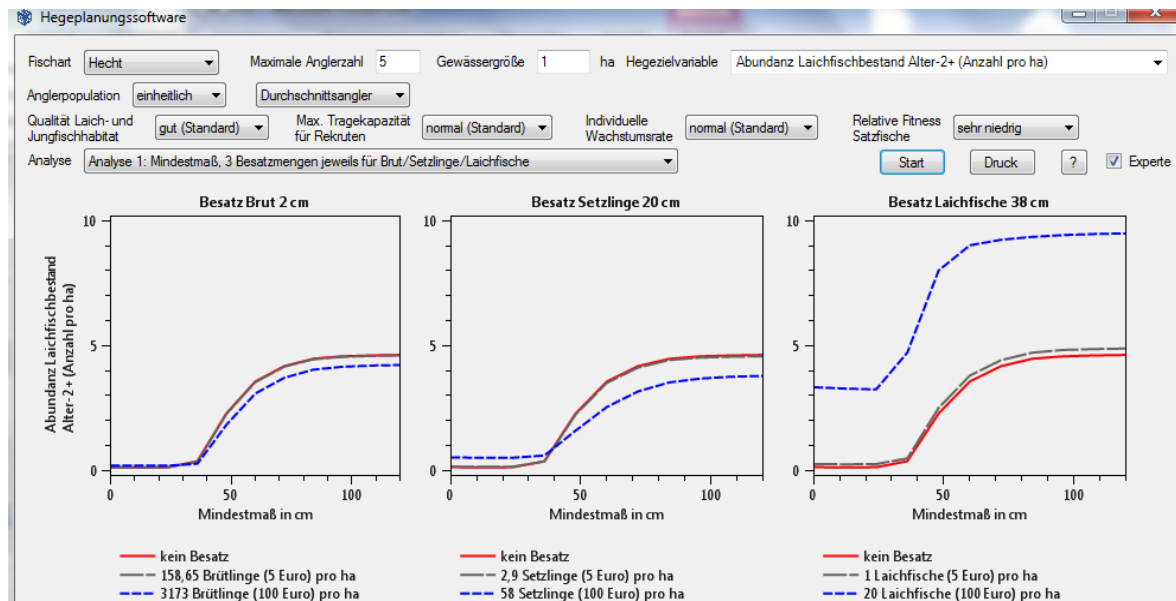 Hegeplanungssoftware
Fischart Hecht Maximale Anglerzahl 5 Gewässergröße 1 ha Hegezielvariable Abundanz Laichfischbestand Alter-2+ (Anzahl pro ha)
Anglerpopulation einheitlich Durchschnittsangler
Qualität Laich- und Jungfischhabitat gut (Standard) Max. Tragekapazität für Rekruten normal (Standard) Individuelle Wachstumsrate normal (Standard) Relative Fitness Satzfische sehr niedrig
Analyse Analyse 1: Mindestmaß, 3 Besatzmengen jeweils für Brut/Setzlinge/Laichfische Start Druck ? Experte
Besatz Brut 2 cm Besatz Setzlinge 20 cm Besatz Laichfische 38 cm
Abundanz Laichfischbestand
Alter-2+ (Anzahl pro ha)
10 10 10
5 5 5
0 0 0
0 50 100 0 50 100 0 50 100
Mindestmaß in cm Mindestmaß in cm Mindestmaß in cm
kein Besatz kein Besatz kein Besatz
158,65 Brütlinge (5 Euro) pro ha 2,9 Setzlinge (5 Euro) pro ha 1 Laichfische (5 Euro) pro ha
3173 Brütlinge (100 Euro) pro ha 58 Setzlinge (100 Euro) pro ha 20 Laichfische (100 Euro) pro ha